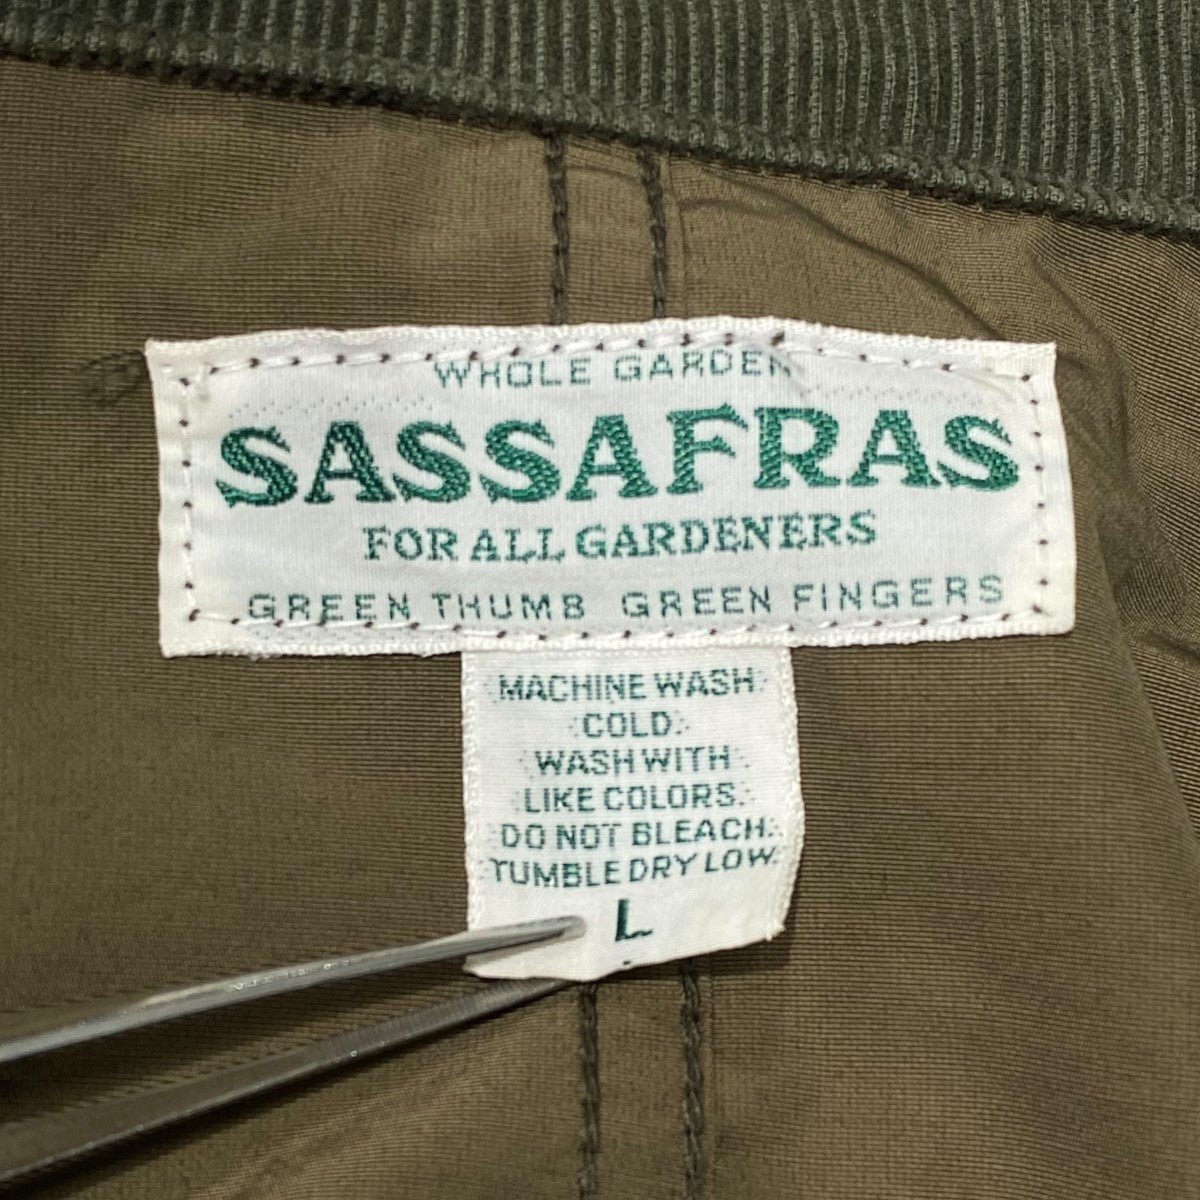 WHOLE GARDEN
SASSAFRAS
FOR ALL GARDENERS
GREEN THUMB GREEN FINGERS
MACHINE WASH
COLD.
WASH WITH
LIKE COLORS.
DO NOT BLEACH.
TUMBLE DRY LOW.
L